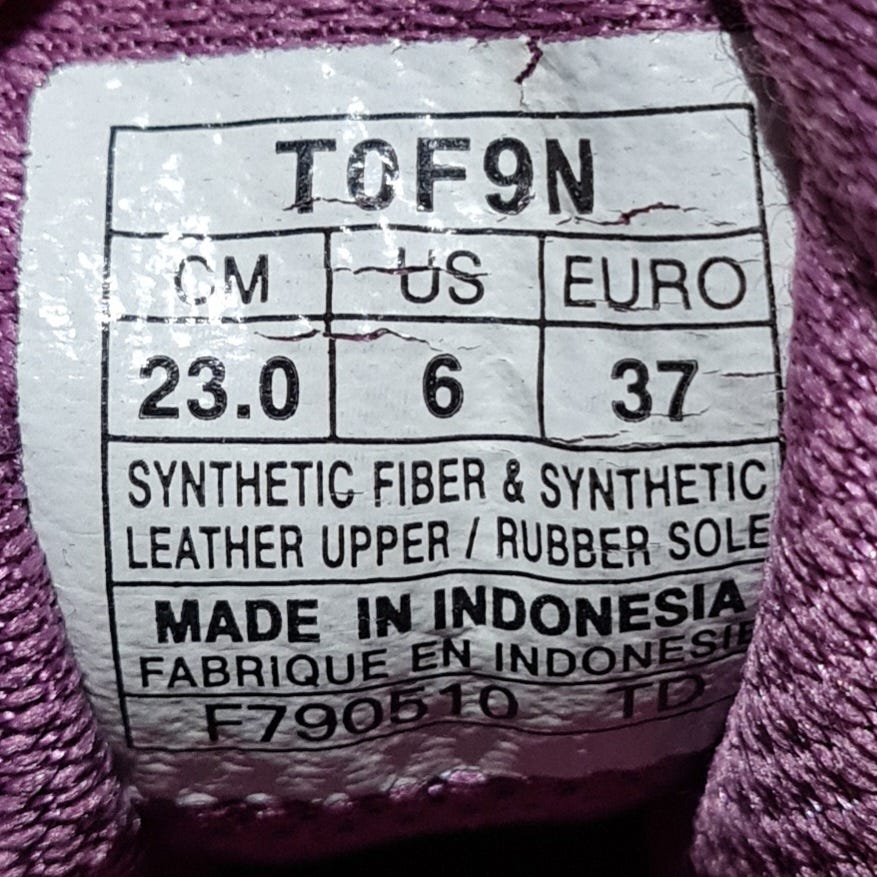 T0F9N
CM US EURO
23.0 6 37
SYNTHETIC FIBER & SYNTHETIC
LEATHER UPPER / RUBBER SOLE
MADE IN INDONESIA
FABRIQUE EN INDONESIE
F790510 TD